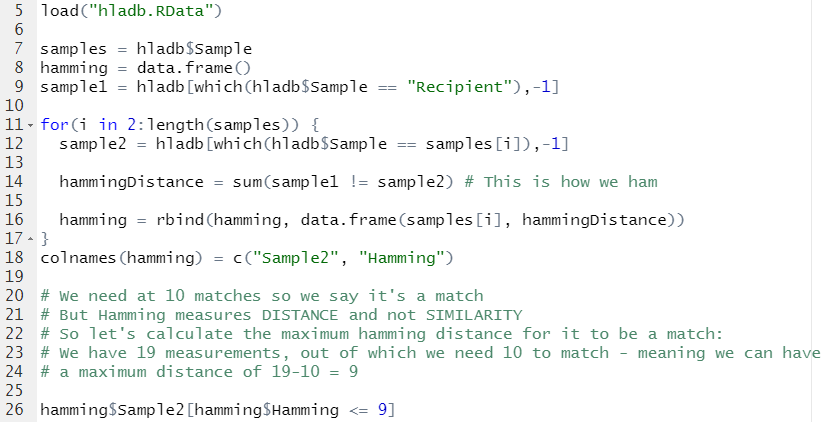 5 load("hladb.RData")
6
7 samples = hladb$Sample
8 hamming = data.frame()
9 sample1 = hladb[which(hladb$Sample == "Recipient"),-1]
10
11 for(i in 2:length(samples)) {
12   sample2 = hladb[which(hladb$Sample == samples[i]),-1]
13
14   hammingDistance = sum(sample1 != sample2) # This is how we ham
15
16   hamming = rbind(hamming, data.frame(samples[i], hammingDistance))
17 }
18 colnames(hamming) = c("Sample2", "Hamming")
19
20 # We need at 10 matches so we say it's a match
21 # But Hamming measures DISTANCE and not SIMILARITY
22 # So let's calculate the maximum hamming distance for it to be a match:
23 # We have 19 measurements, out of which we need 10 to match - meaning we can have
24 # a maximum distance of 19-10 = 9
25
26 hamming$Sample2[hamming$Hamming <= 9]